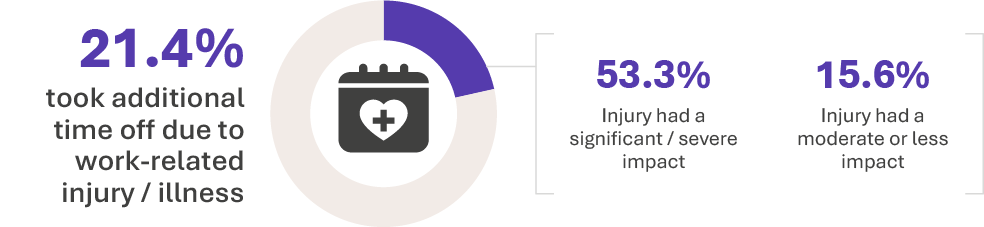 21.4%
took additional
time off due to
work-related
injury / illness
53.3%
Injury had a
significant / severe
impact
15.6%
Injury had a
moderate or less
impact